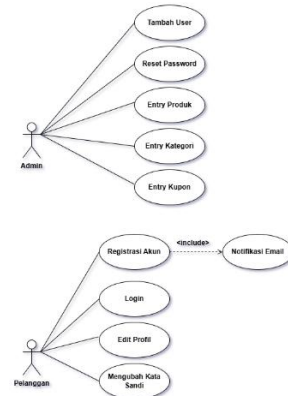 Tambah User
Reset Password
Entry Produk
Admin
Entry Kategori
Entry Kupon
<include>
Registrasi Akun
Notifikasi Email
Login
Edit Profil
Pelanggan
Mengubah Kata
Sandi